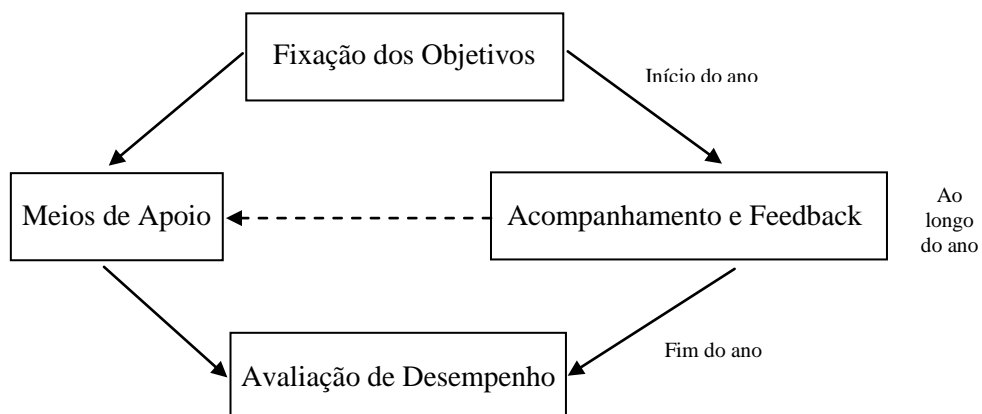 Fixação dos Objetivos
Início do ano
Meios de Apoio
Acompanhamento e Feedback
Ao
longo
do ano
Fim do ano
Avaliação de Desempenho